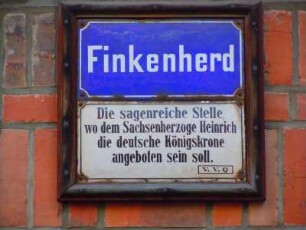 Finkenherd
Die sagenreiche Stelle,
wo dem Sachsenherzoge Heinrich
die deutsche Königskrone
angeboten sein soll.
V. V. Q